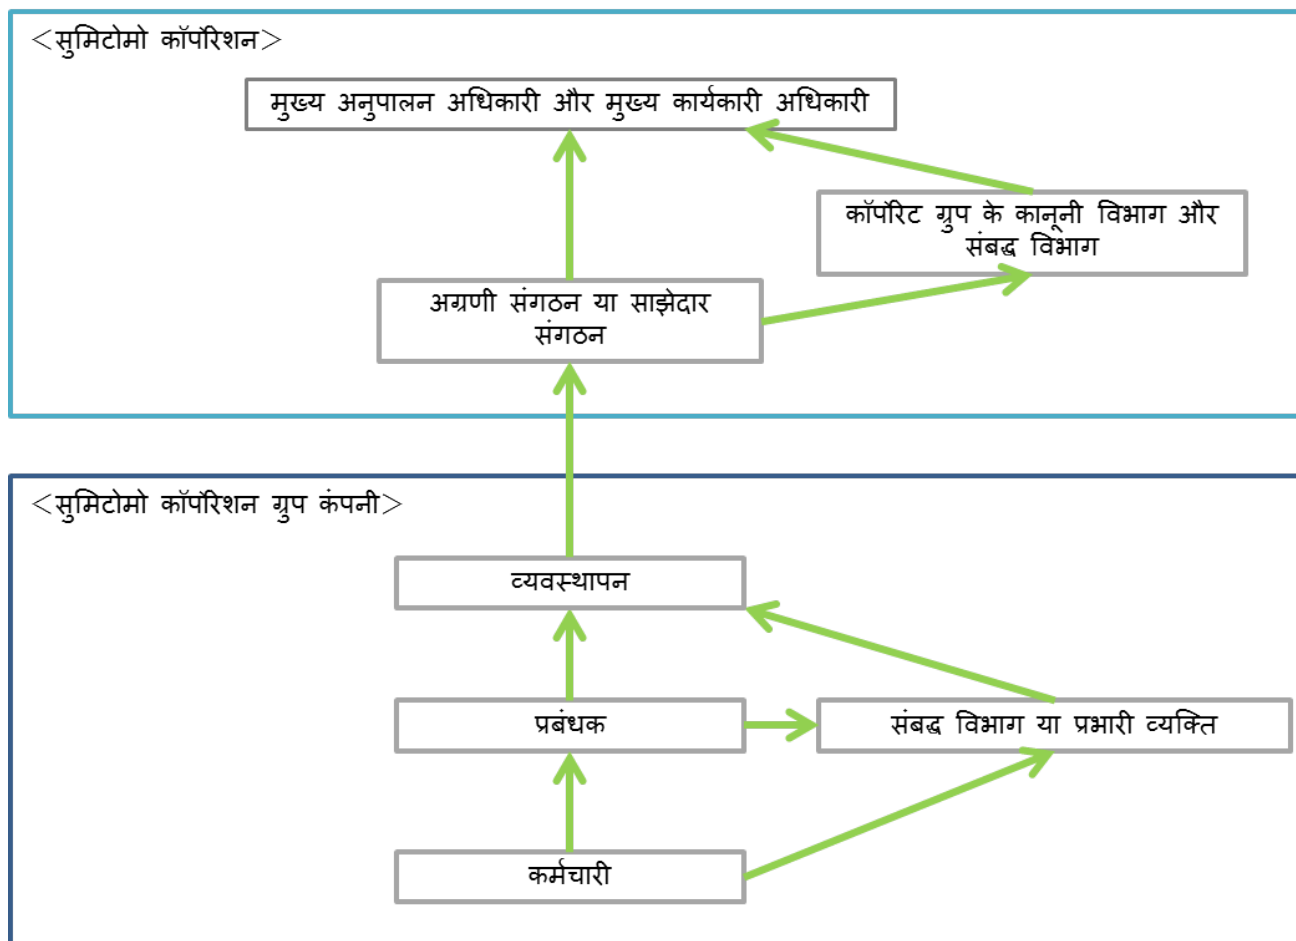 ＜सुमिटोमो कॉर्पोरेशन＞
मुख्य अनुपालन अधिकारी और मुख्य कार्यकारी अधिकारी
कॉर्पोरेट ग्रुप के कानूनी विभाग और
संबद्ध विभाग
अग्रणी संगठन या साझेदार
संगठन
＜सुमिटोमो कॉर्पोरेशन ग्रुप कंपनी＞
व्यवस्थापन
प्रबंधक
संबद्ध विभाग या प्रभारी व्यक्ति
कर्मचारी